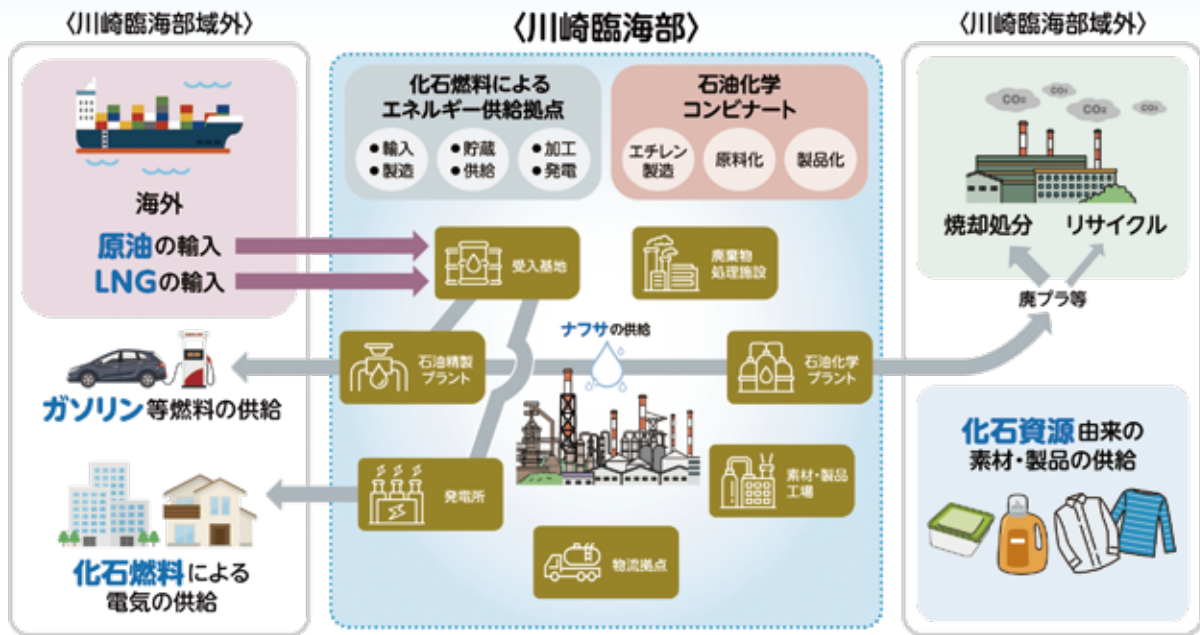 〈川崎臨海部域外〉
海外
原油の輸入
LNGの輸入
ガソリン等燃料の供給
化石燃料による
電気の供給
〈川崎臨海部〉
化石燃料による
エネルギー供給拠点
●輸入
●製造
●貯蔵
●供給
●加工
●発電
石油化学
コンビナート
エチレン
製造
原料化
製品化
受入基地
廃棄物
処理施設
ナフサの供給
石油精製
プラント
石油化学
プラント
発電所
素材・製品
工場
物流拠点
〈川崎臨海部域外〉
CO₂
CO₂
CO₂
CO₂
焼却処分
リサイクル
廃プラ等
化石資源由来の
素材・製品の供給